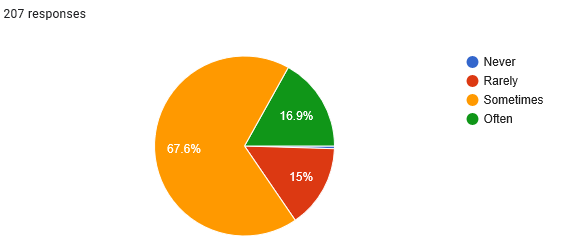 207 responses
Never
Rarely
Sometimes
Often
16.9%
67.6%
15%